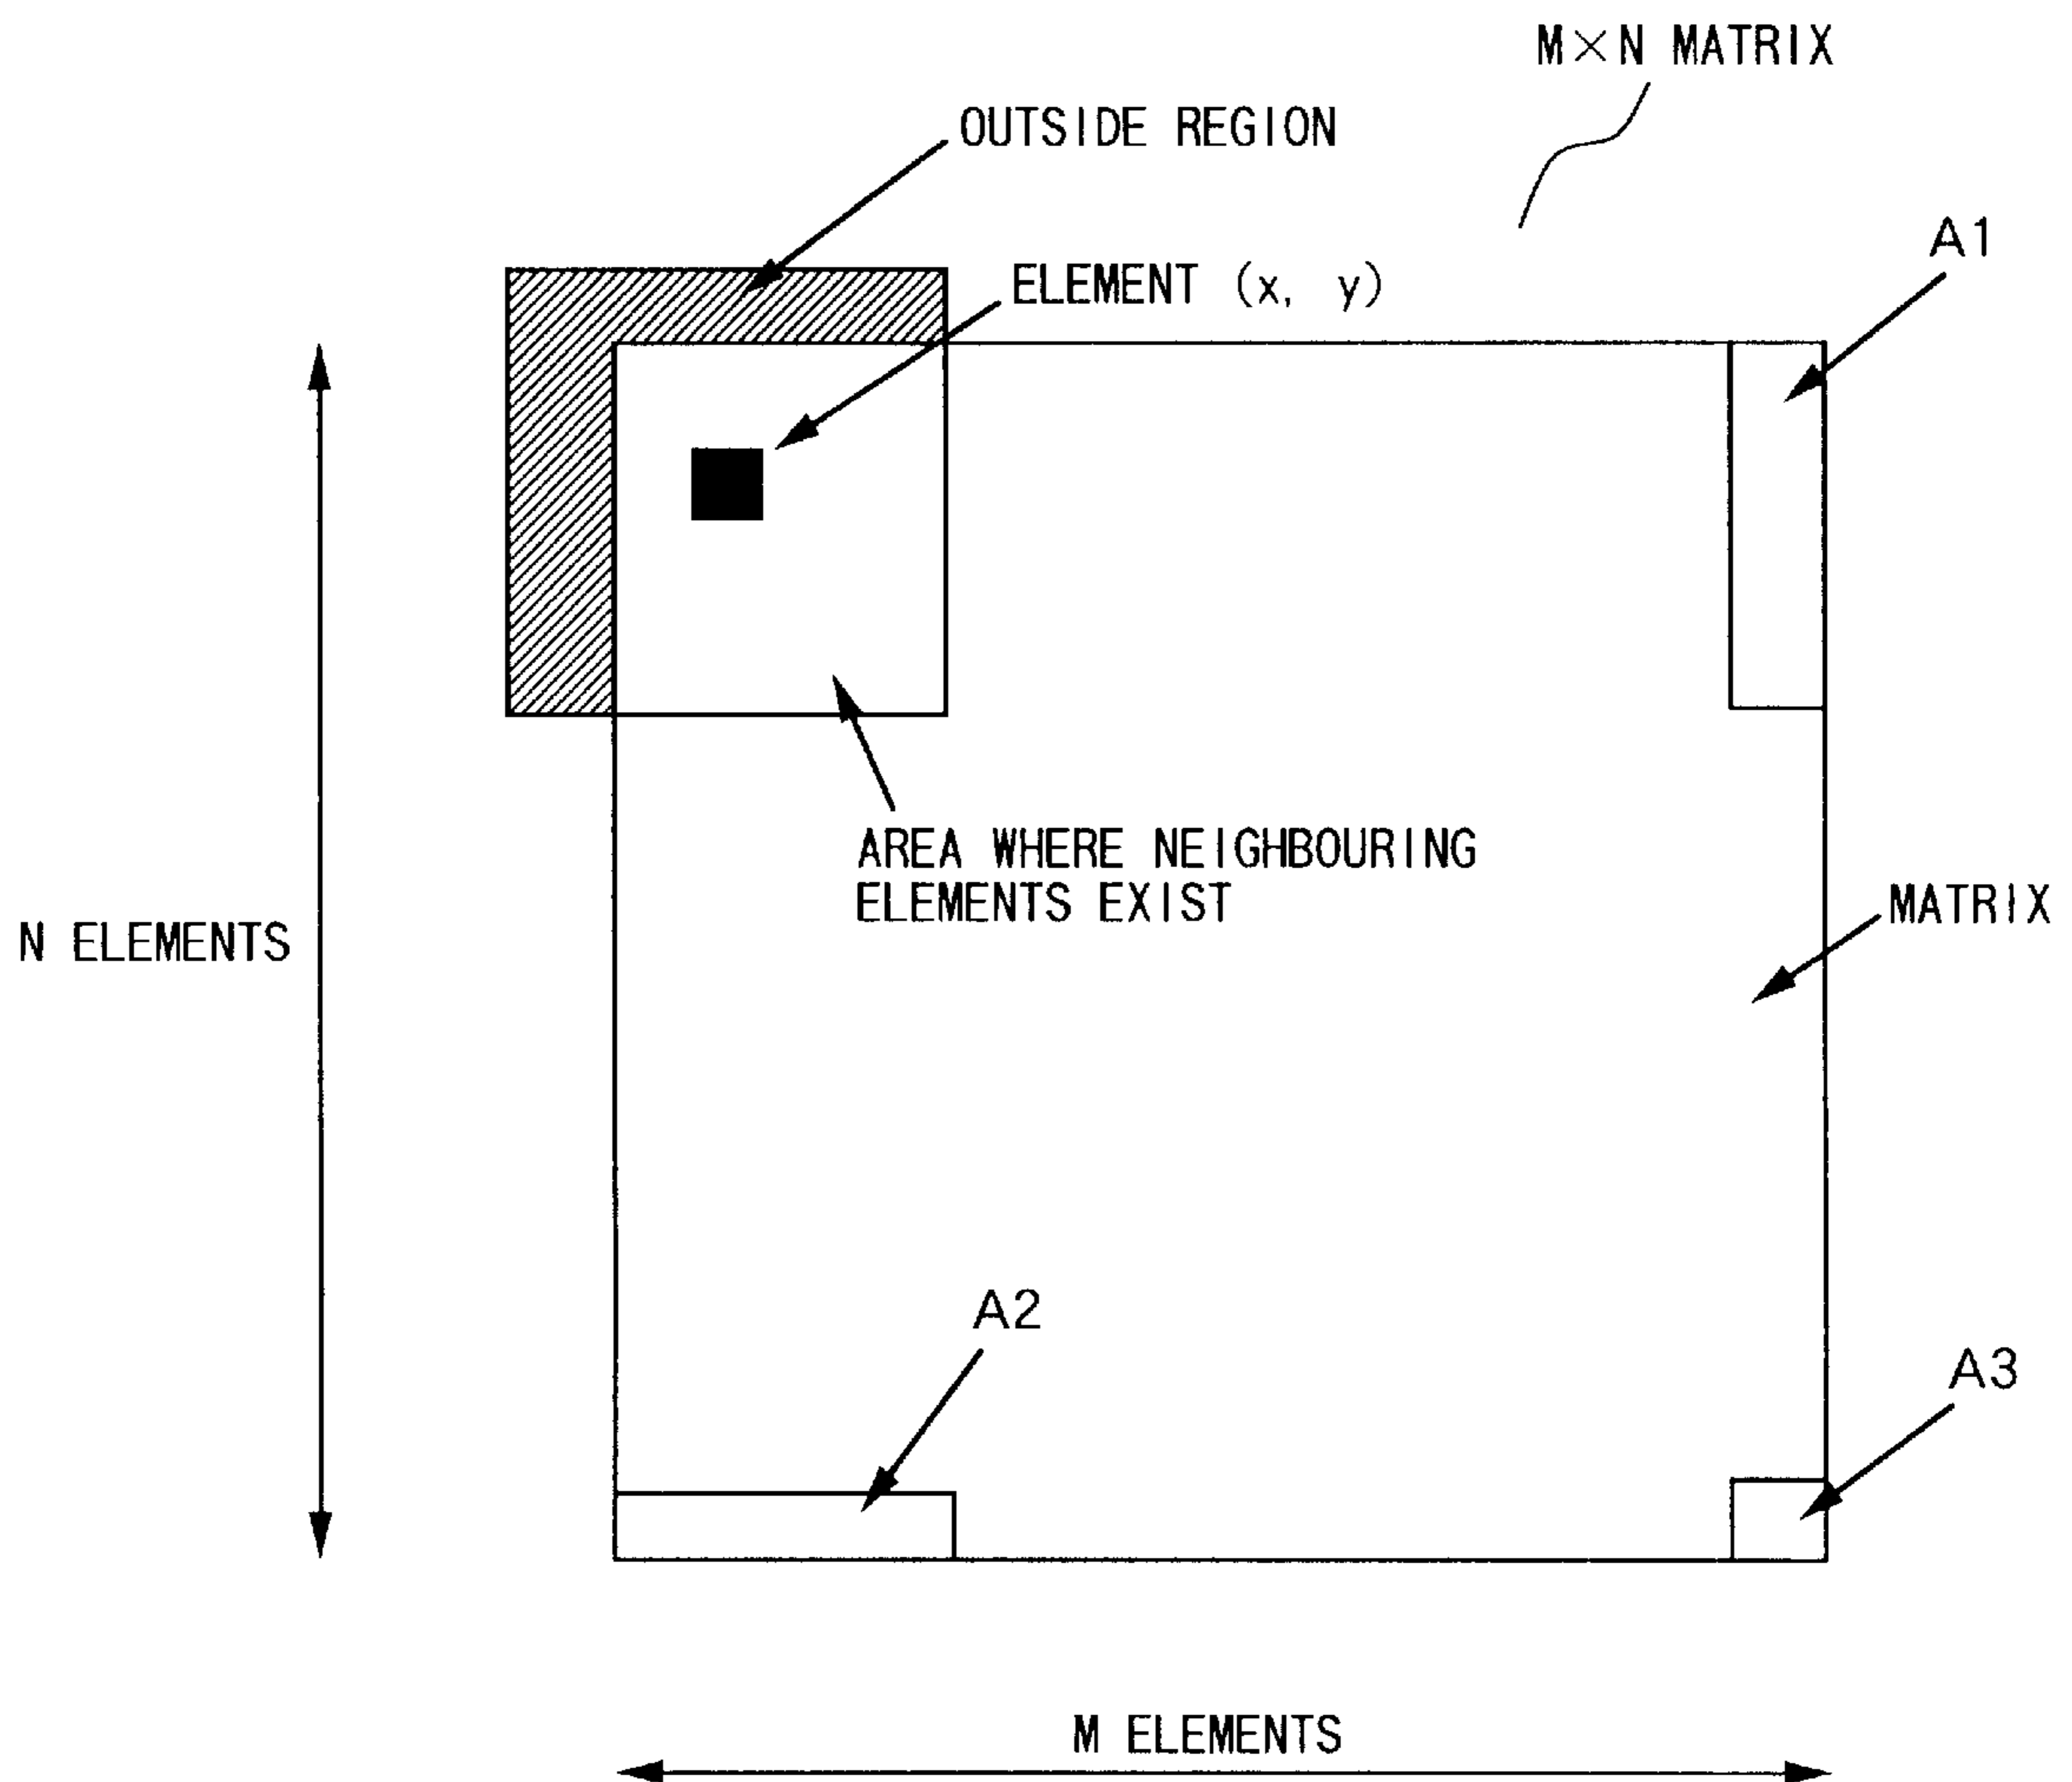 M×N MATRIX
OUTSIDE REGION
A1
ELEMENT (x, y)
AREA WHERE NEIGHBOURING
ELEMENTS EXIST
MATRIX
N ELEMENTS
A2
A3
M ELEMENTS